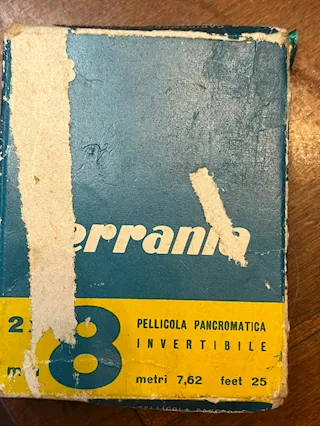 errania
2 x 8 PELLICOLA PANCROMATICA
INVERTIBILE
metri 7,62 feet 25